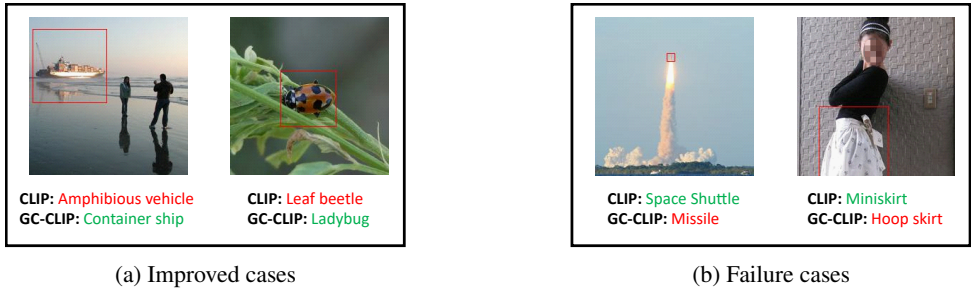 CLIP: Amphibious vehicle
GC-CLIP: Container ship
CLIP: Leaf beetle
GC-CLIP: Ladybug
CLIP: Space Shuttle
GC-CLIP: Missile
CLIP: Miniskirt
GC-CLIP: Hoop skirt
(a) Improved cases
(b) Failure cases